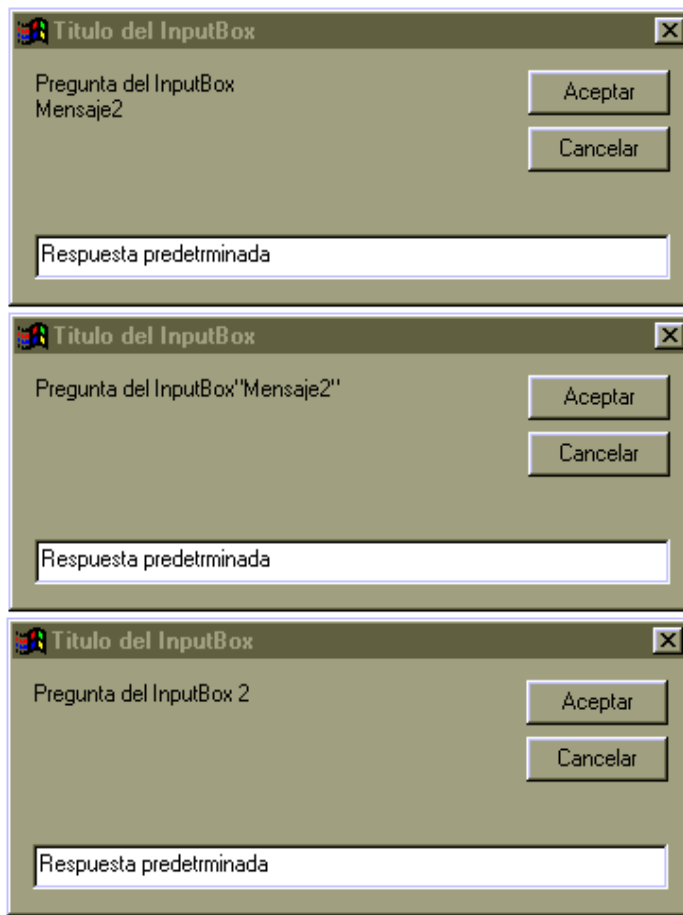 Titulo del InputBox
Pregunta del InputBox
Mensaje2
Aceptar
Cancelar
Respuesta predetrminada
Titulo del InputBox
Pregunta del InputBox"Mensaje2"
Aceptar
Cancelar
Respuesta predetrminada
Titulo del InputBox
Pregunta del InputBox 2
Aceptar
Cancelar
Respuesta predetrminada